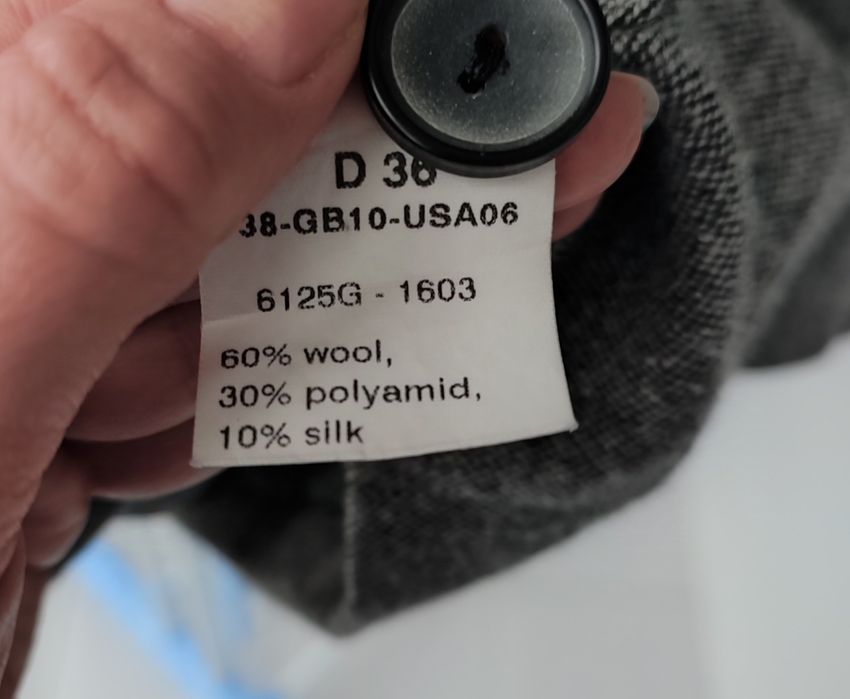 D 36
38-GB10-USA06
6125G - 1603
60% wool,
30% polyamid,
10% silk